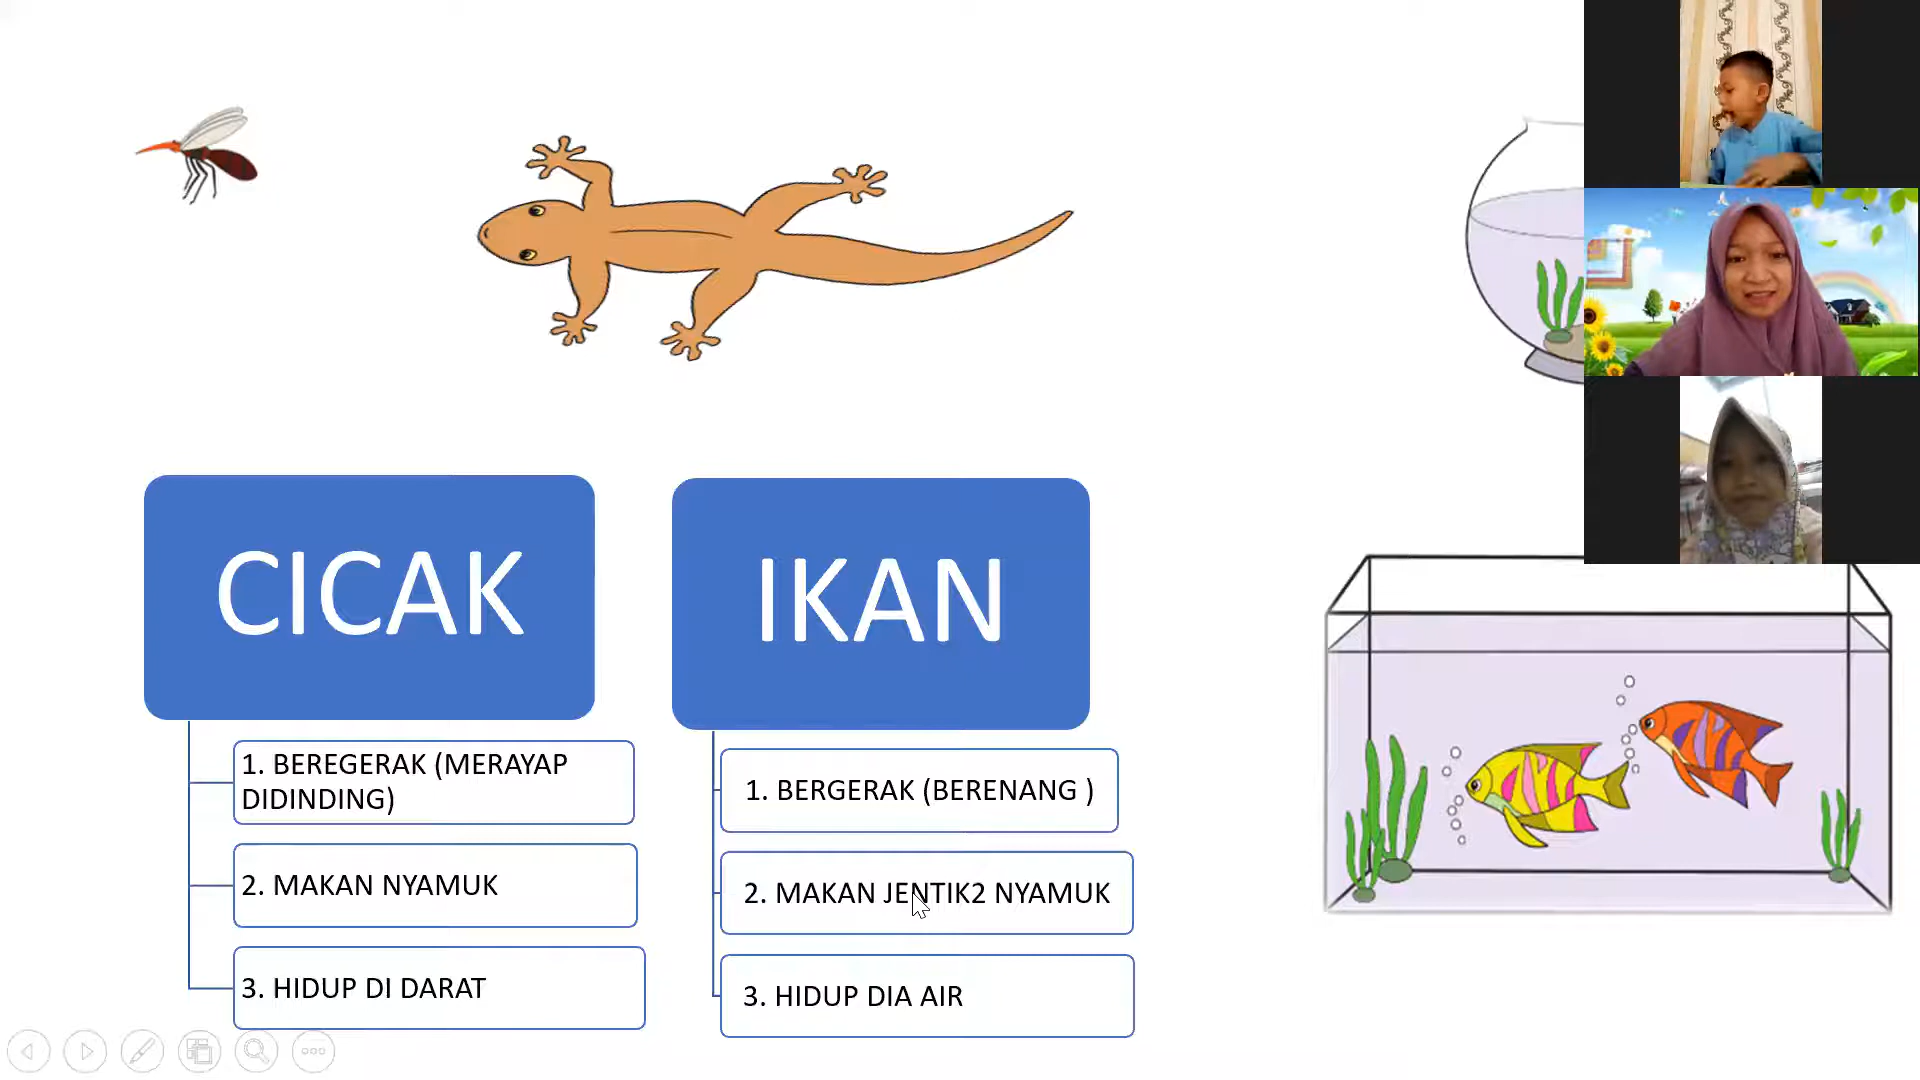 CICAK
1. BEREGERAK (MERAYAP
DIDINDING)
2. MAKAN NYAMUK
3. HIDUP DI DARAT
IKAN
1. BERGERAK (BERENANG )
2. MAKAN JENTIK2 NYAMUK
3. HIDUP DIA AIR